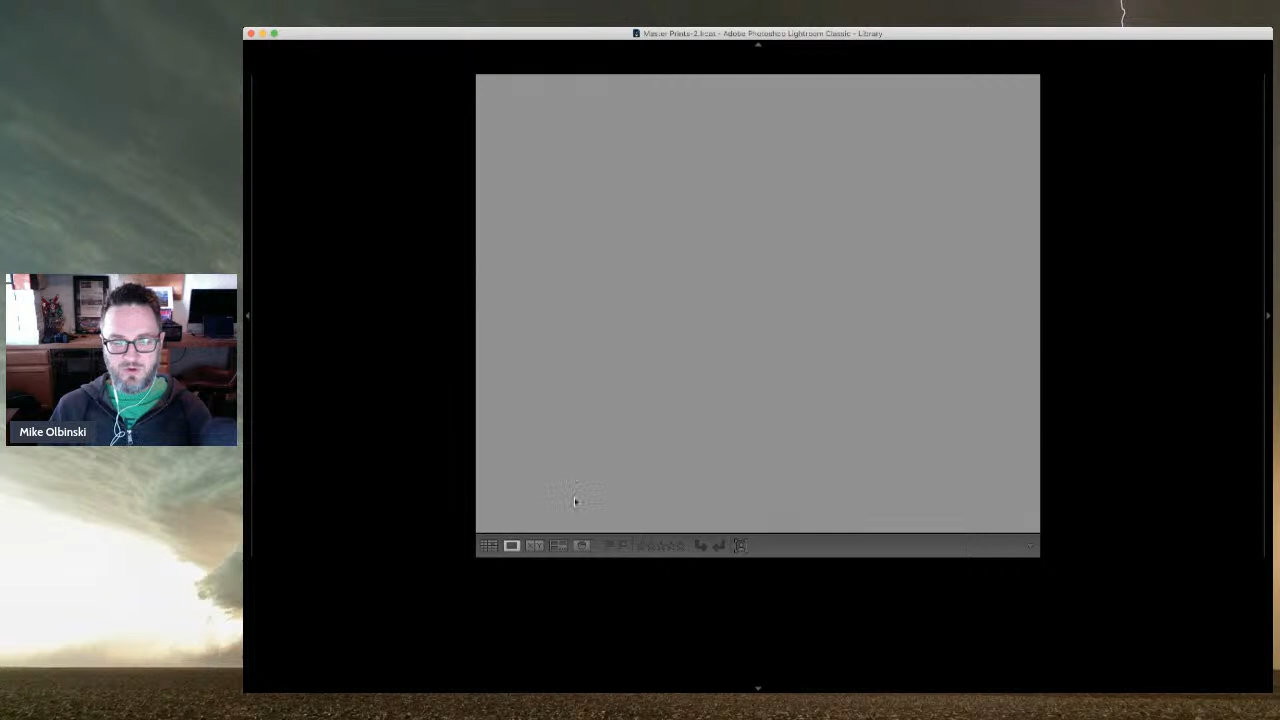 Master Prints-2.lrcat - Adobe Photoshop Lightroom Classic - Library
Mike Olbinski